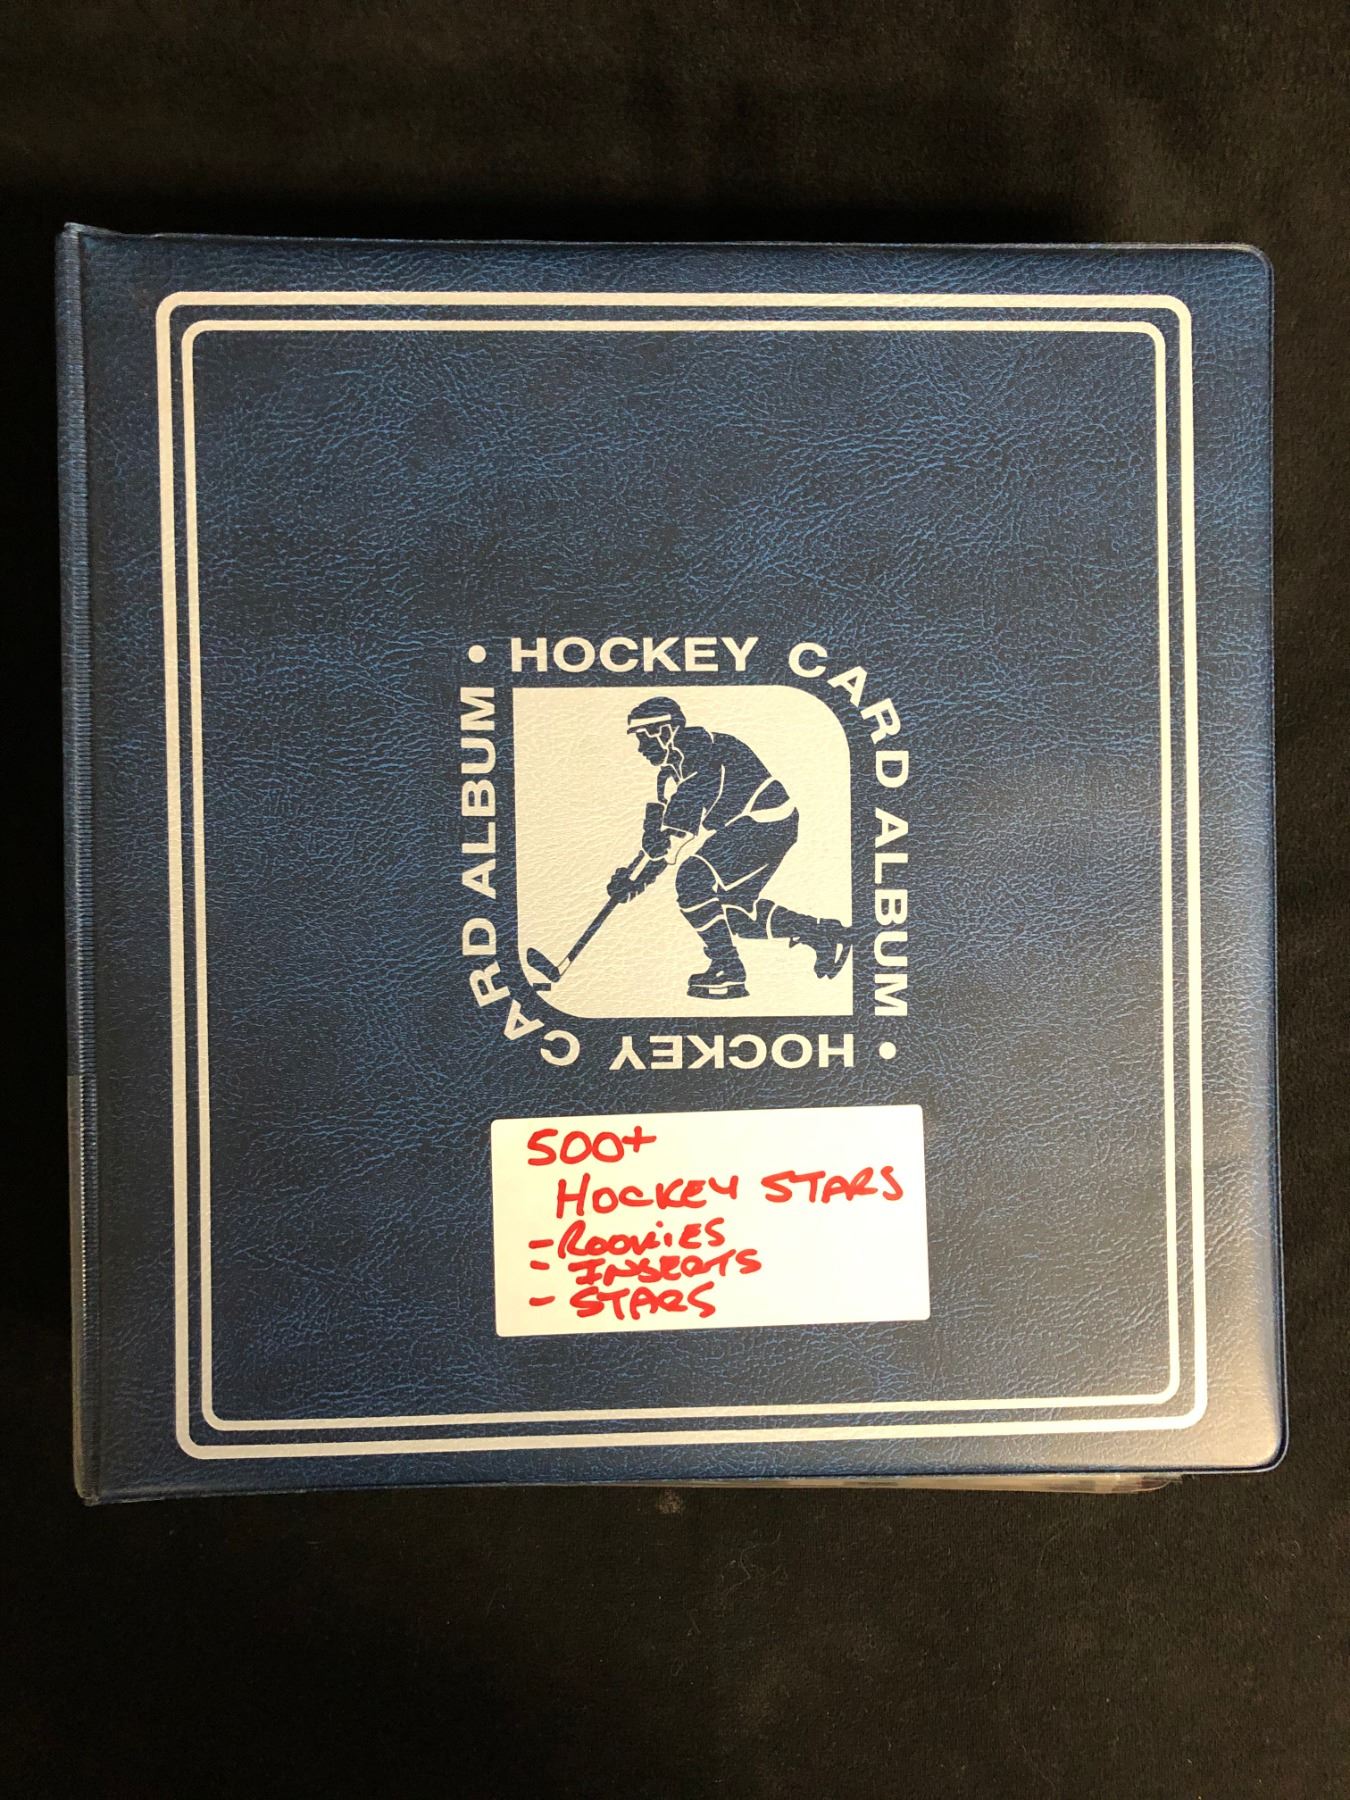 • HOCKEY CARD ALBUM
• HOCKEY CARD ALBUM
500+
HOCKEY STARS
- ROOKIES
- INSERTS
- STARS